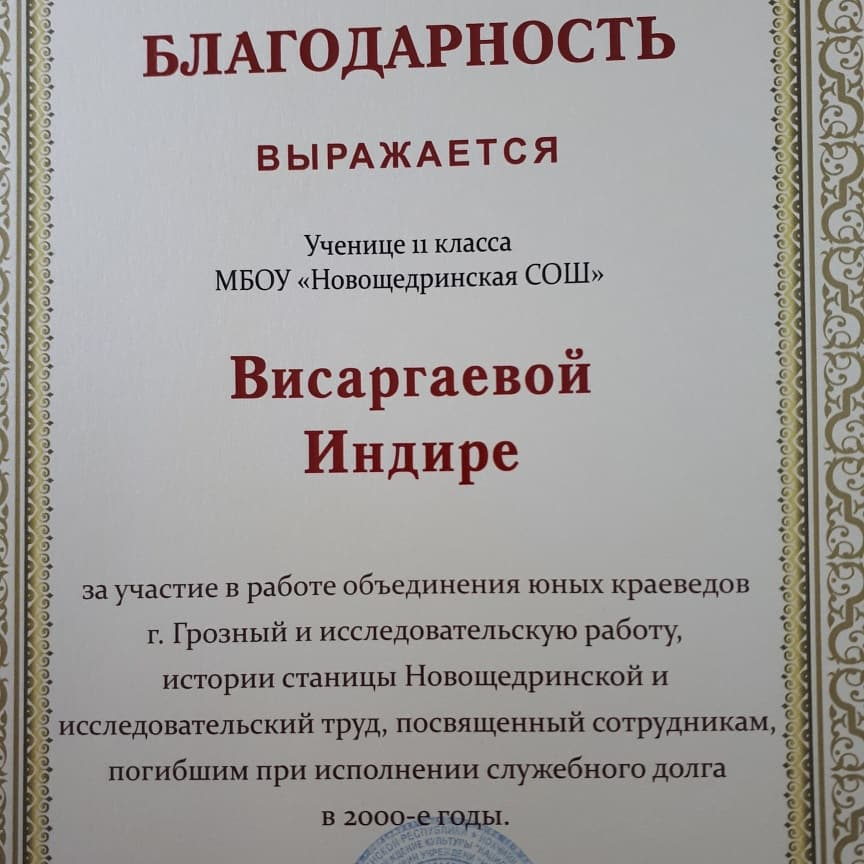 БЛАГОДАРНОСТЬ
ВЫРАЖАЕТСЯ
Ученице 11 класса
МБОУ «Новощедринская СОШ»
Висаргаевой
Индире
за участие в работе объединения юных краеведов
г. Грозный и исследовательскую работу,
истории станицы Новощедринской и
исследовательский труд, посвященный сотрудникам,
погибшим при исполнении служебного долга
в 2000-е годы.